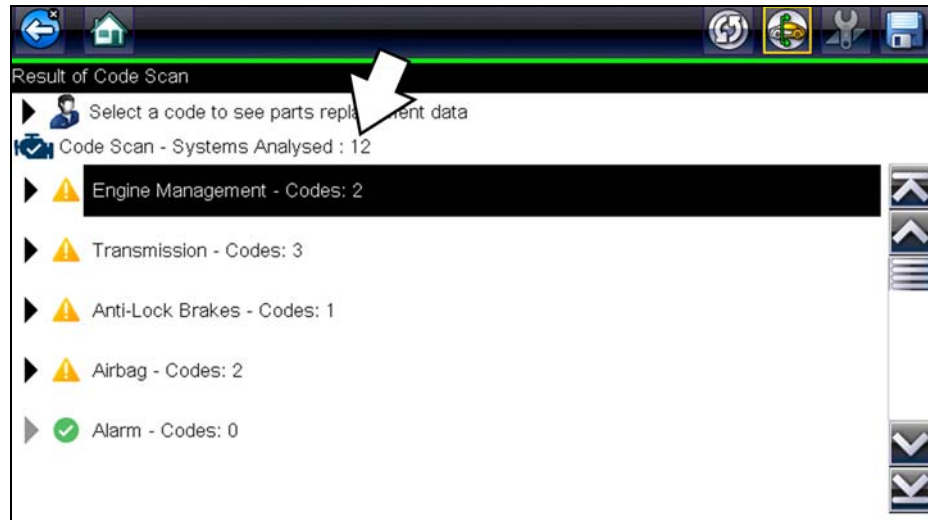 Result of Code Scan
Select a code to see parts replacement data
Code Scan - Systems Analysed : 12
Engine Management - Codes: 2
Transmission - Codes: 3
Anti-Lock Brakes - Codes: 1
Airbag - Codes: 2
Alarm - Codes: 0